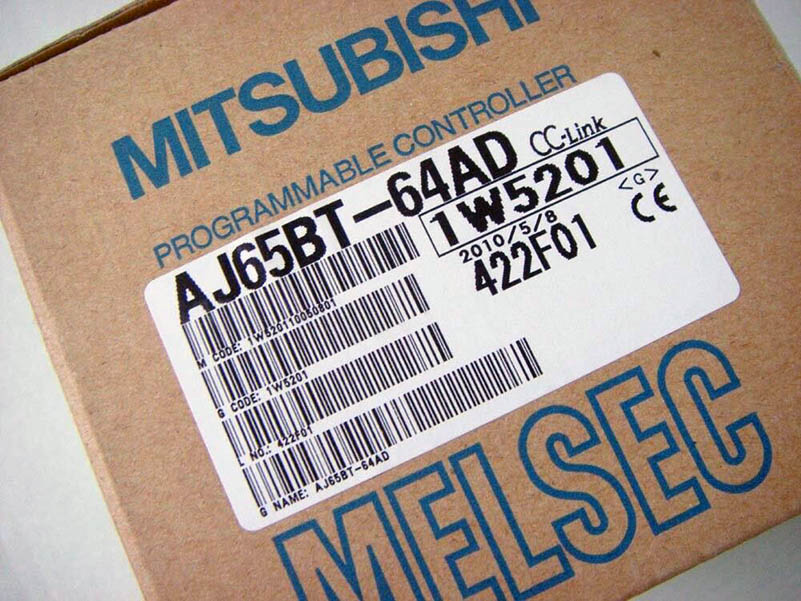 MITSUBISHI
PROGRAMMABLE CONTROLLER
AJ65BT-64AD CC-Link
1W5201
2010/5/8 <G>
422F01 CE
M CODE: 1W520110050801
G CODE: 1W5201
L NO.: 422F01
G NAME: AJ65BT-64AD
MELSEC